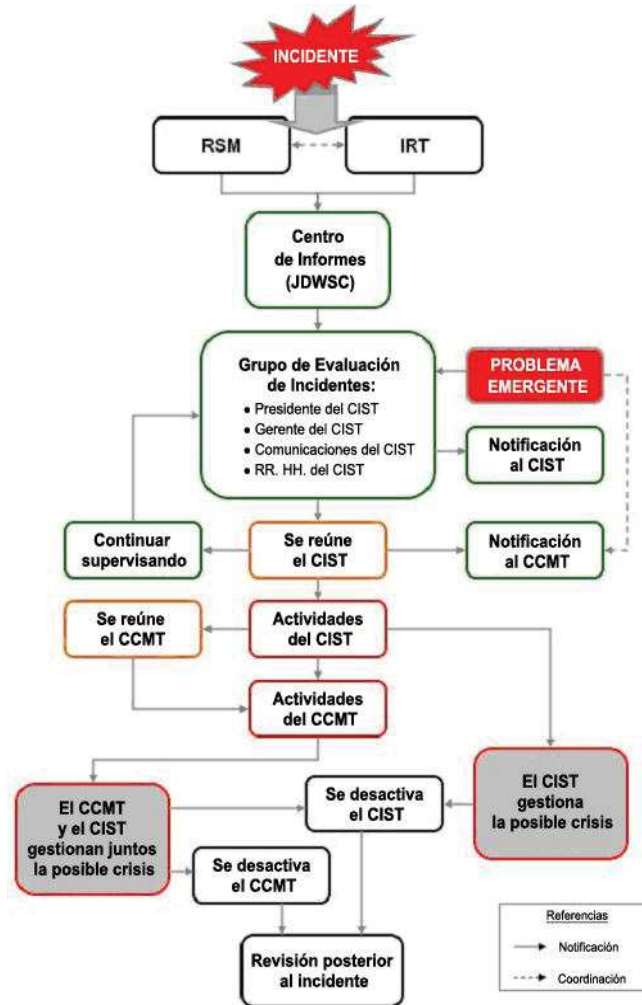 INCIDENTE
RSM
IRT
Centro
de Informes
(JDWSC)
Grupo de Evaluación
de Incidentes:
• Presidente del CIST
• Gerente del CIST
• Comunicaciones del CIST
• RR. HH. del CIST
PROBLEMA
EMERGENTE
Notificación
al CIST
Continuar
supervisando
Se reúne
el CIST
Notificación
al CCMT
Se reúne
el CCMT
Actividades
del CIST
Actividades
del CCMT
El CCMT
y el CIST
gestionan juntos
la posible crisis
Se desactiva
el CIST
El CIST
gestiona
la posible crisis
Se desactiva
el CCMT
Revisión posterior
al incidente
Referencias
Notificación
Coordinación